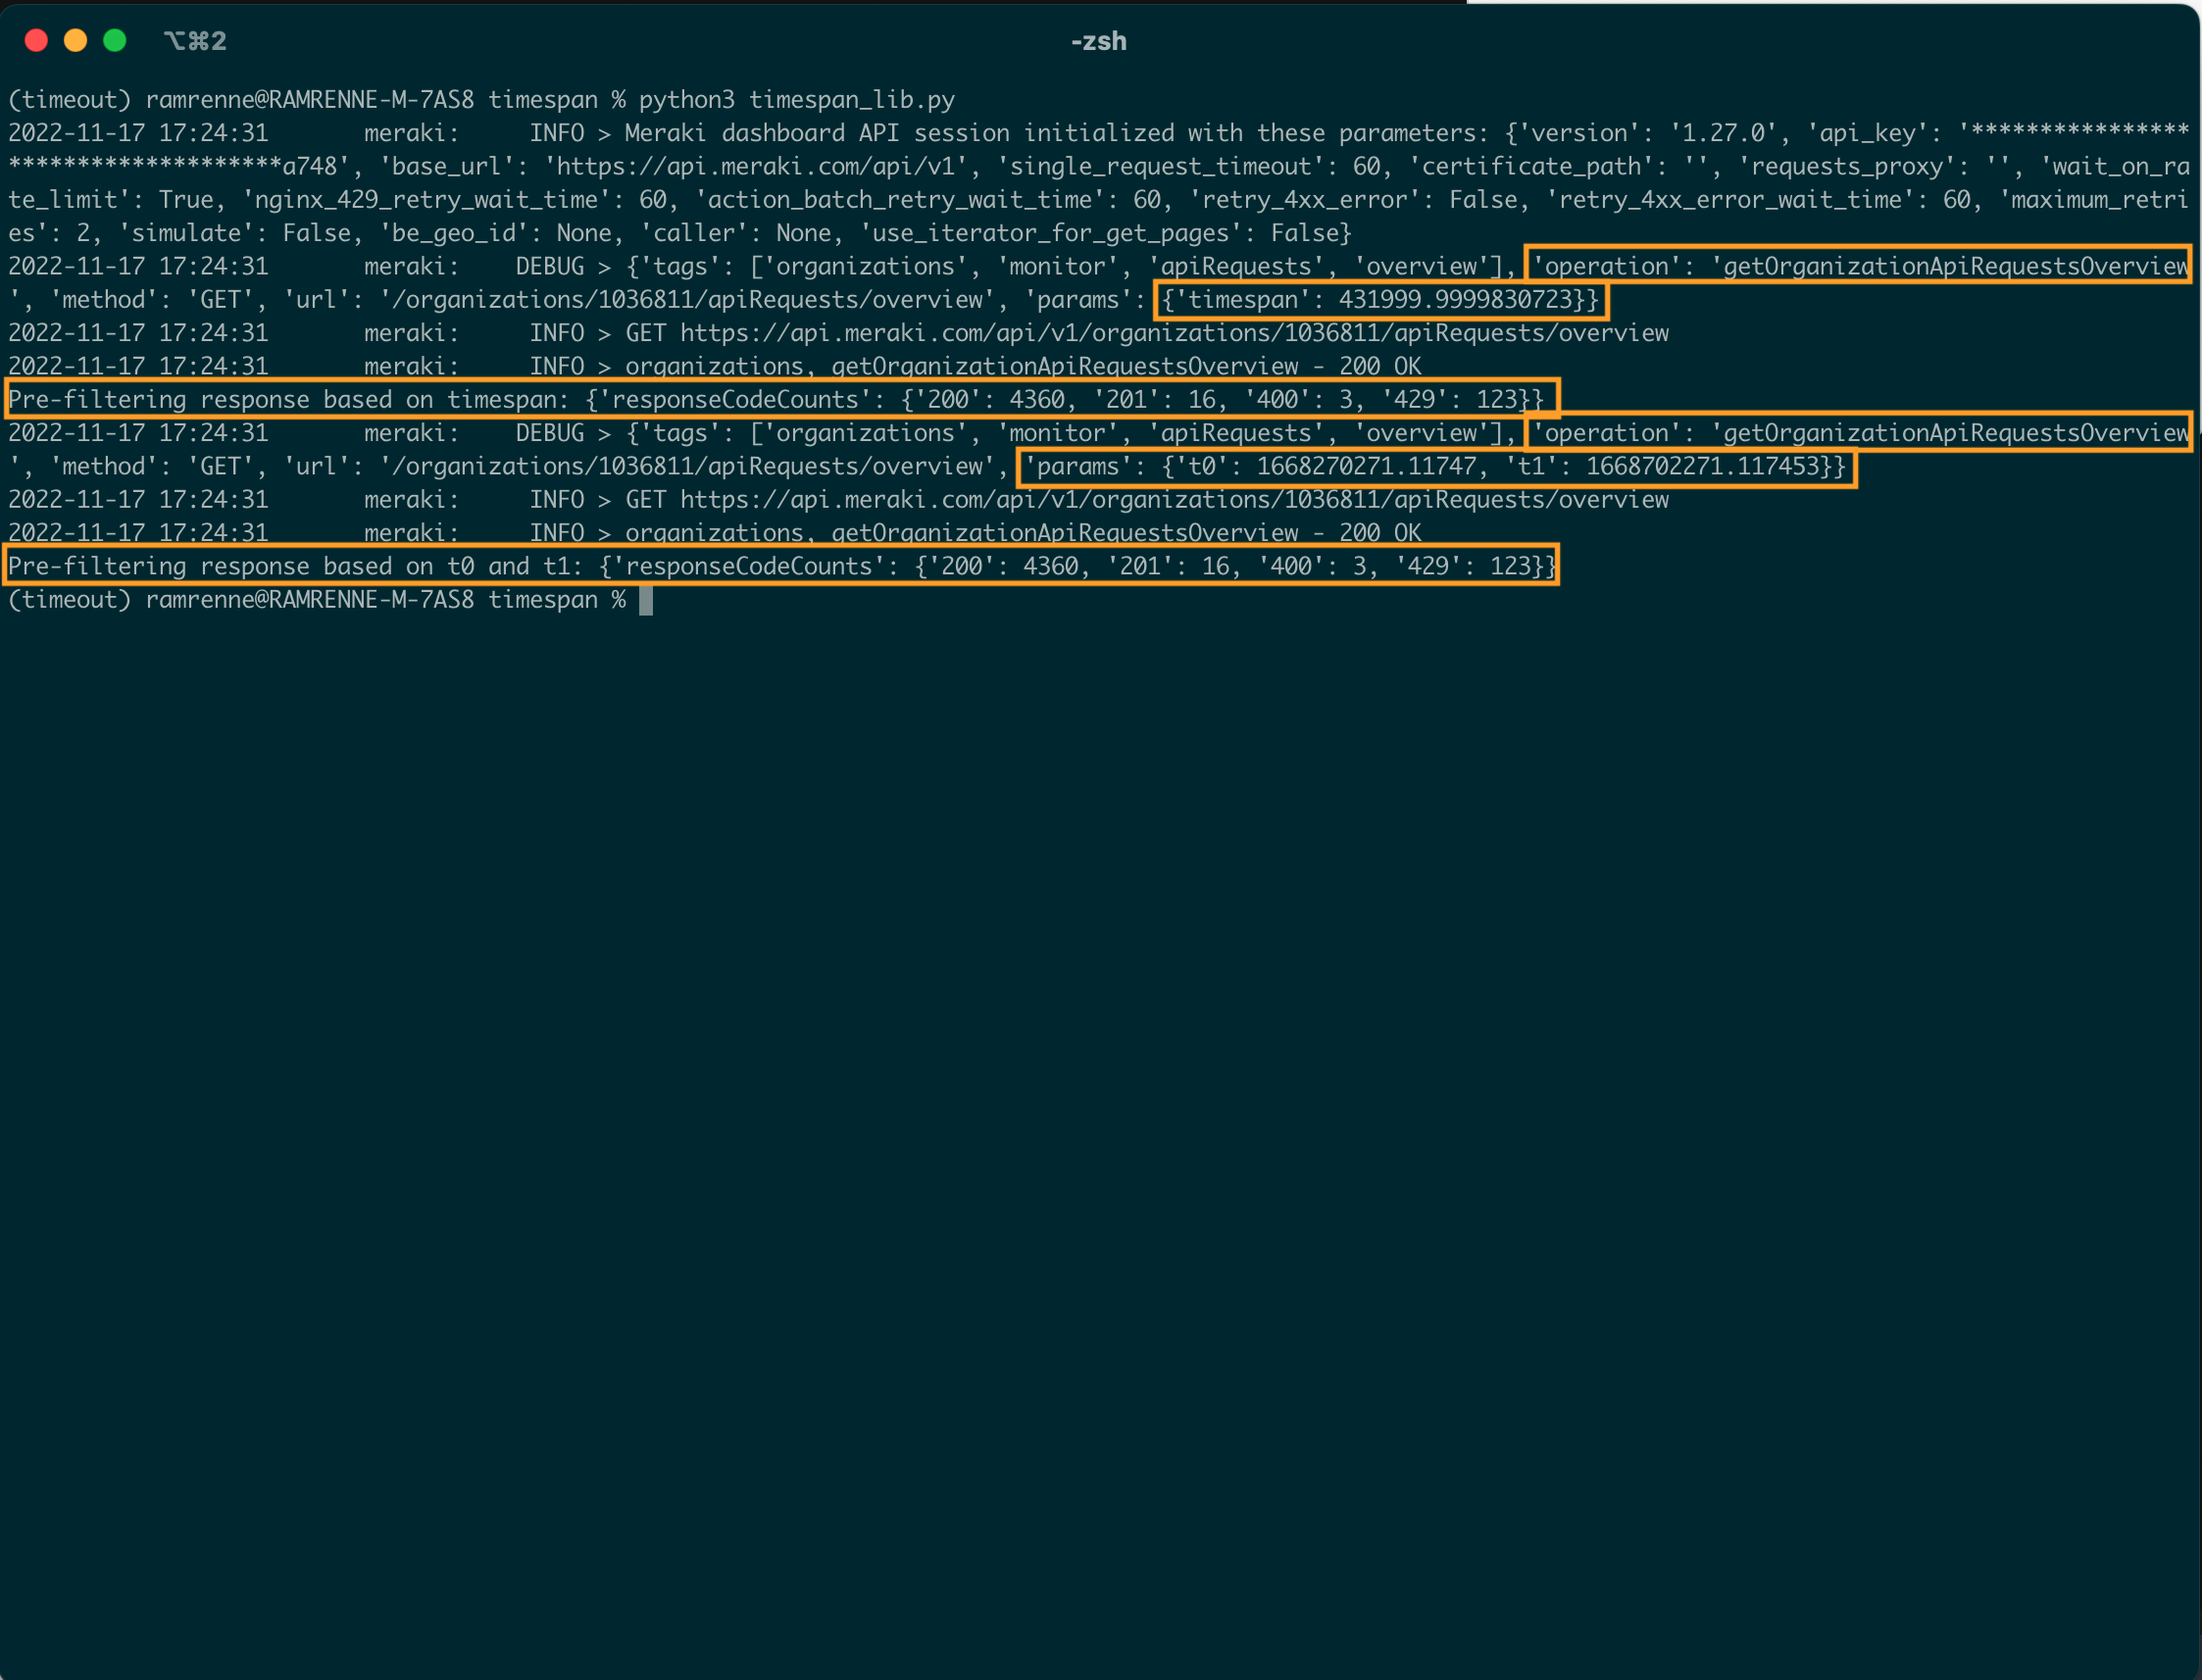 ⌥⌘2
-zsh
(timeout) ramrenne@RAMRENNE-M-7AS8 timespan % python3 timespan_lib.py
2022-11-17 17:24:31       meraki:     INFO > Meraki dashboard API session initialized with these parameters: {'version': '1.27.0', 'api_key': '****************
********************a748', 'base_url': 'https://api.meraki.com/api/v1', 'single_request_timeout': 60, 'certificate_path': '', 'requests_proxy': '', 'wait_on_ra
te_limit': True, 'nginx_429_retry_wait_time': 60, 'action_batch_retry_wait_time': 60, 'retry_4xx_error': False, 'retry_4xx_error_wait_time': 60, 'maximum_retri
es': 2, 'simulate': False, 'be_geo_id': None, 'caller': None, 'use_iterator_for_get_pages': False}
2022-11-17 17:24:31       meraki:    DEBUG > {'tags': ['organizations', 'monitor', 'apiRequests', 'overview'], 'operation': 'getOrganizationApiRequestsOverview
', 'method': 'GET', 'url': '/organizations/1036811/apiRequests/overview', 'params': {'timespan': 431999.9999830723}}
2022-11-17 17:24:31       meraki:     INFO > GET https://api.meraki.com/api/v1/organizations/1036811/apiRequests/overview
2022-11-17 17:24:31       meraki:     INFO > organizations, getOrganizationApiRequestsOverview - 200 OK
Pre-filtering response based on timespan: {'responseCodeCounts': {'200': 4360, '201': 16, '400': 3, '429': 123}}
2022-11-17 17:24:31       meraki:    DEBUG > {'tags': ['organizations', 'monitor', 'apiRequests', 'overview'], 'operation': 'getOrganizationApiRequestsOverview
', 'method': 'GET', 'url': '/organizations/1036811/apiRequests/overview', 'params': {'t0': 1668270271.11747, 't1': 1668702271.117453}}
2022-11-17 17:24:31       meraki:     INFO > GET https://api.meraki.com/api/v1/organizations/1036811/apiRequests/overview
2022-11-17 17:24:31       meraki:     INFO > organizations, getOrganizationApiRequestsOverview - 200 OK
Pre-filtering response based on t0 and t1: {'responseCodeCounts': {'200': 4360, '201': 16, '400': 3, '429': 123}}
(timeout) ramrenne@RAMRENNE-M-7AS8 timespan %